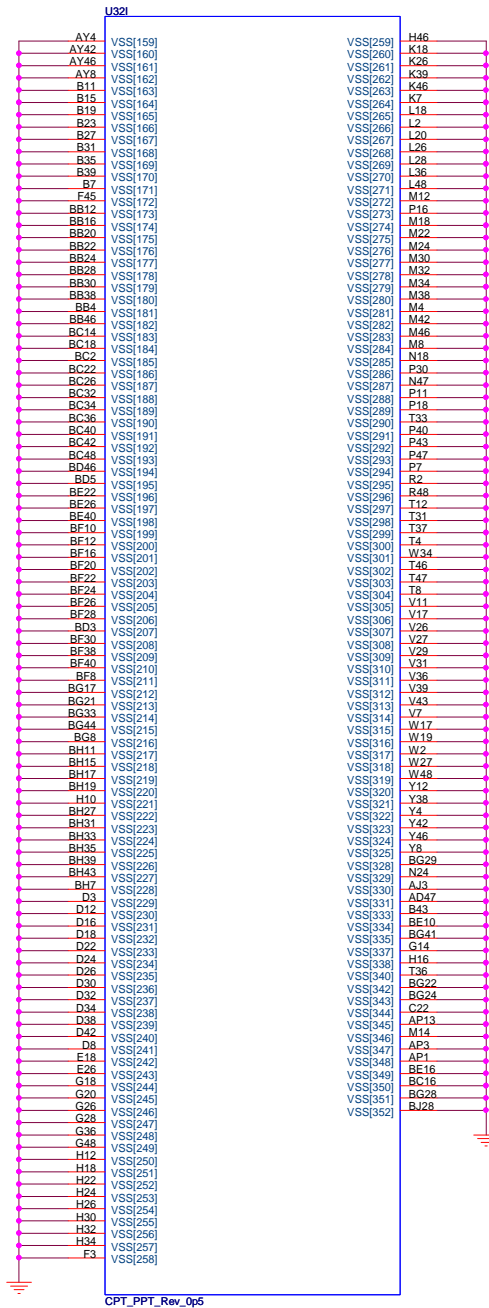 U32I
AY4 VSS[159]
AY42 VSS[160]
AY46 VSS[161]
AY8 VSS[162]
B11 VSS[163]
B15 VSS[164]
B19 VSS[165]
B23 VSS[166]
B27 VSS[167]
B31 VSS[168]
B35 VSS[169]
B39 VSS[170]
B7 VSS[171]
F45 VSS[172]
BB12 VSS[173]
BB16 VSS[174]
BB20 VSS[175]
BB22 VSS[176]
BB24 VSS[177]
BB28 VSS[178]
BB30 VSS[179]
BB38 VSS[180]
BB4 VSS[181]
BB46 VSS[182]
BC14 VSS[183]
BC18 VSS[184]
BC2 VSS[185]
BC22 VSS[186]
BC26 VSS[187]
BC32 VSS[188]
BC34 VSS[189]
BC36 VSS[190]
BC40 VSS[191]
BC42 VSS[192]
BC48 VSS[193]
BD46 VSS[194]
BD5 VSS[195]
BE22 VSS[196]
BE26 VSS[197]
BE40 VSS[198]
BF10 VSS[199]
BF12 VSS[200]
BF16 VSS[201]
BF20 VSS[202]
BF22 VSS[203]
BF24 VSS[204]
BF26 VSS[205]
BF28 VSS[206]
BD3 VSS[207]
BF30 VSS[208]
BF38 VSS[209]
BF40 VSS[210]
BF8 VSS[211]
BG17 VSS[212]
BG21 VSS[213]
BG33 VSS[214]
BG44 VSS[215]
BG8 VSS[216]
BH11 VSS[217]
BH15 VSS[218]
BH17 VSS[219]
BH19 VSS[220]
H10 VSS[221]
BH27 VSS[222]
BH31 VSS[223]
BH33 VSS[224]
BH35 VSS[225]
BH39 VSS[226]
BH43 VSS[227]
BH7 VSS[228]
D3 VSS[229]
D12 VSS[230]
D16 VSS[231]
D18 VSS[232]
D22 VSS[233]
D24 VSS[234]
D26 VSS[235]
D30 VSS[236]
D32 VSS[237]
D34 VSS[238]
D38 VSS[239]
D42 VSS[240]
D8 VSS[241]
E18 VSS[242]
E26 VSS[243]
G18 VSS[244]
G20 VSS[245]
G26 VSS[246]
G28 VSS[247]
G36 VSS[248]
G48 VSS[249]
H12 VSS[250]
H18 VSS[251]
H22 VSS[252]
H24 VSS[253]
H26 VSS[254]
H30 VSS[255]
H32 VSS[256]
H34 VSS[257]
F3 VSS[258]
VSS[259] H46
VSS[260] K18
VSS[261] K26
VSS[262] K39
VSS[263] K46
VSS[264] K7
VSS[265] L18
VSS[266] L2
VSS[267] L20
VSS[268] L26
VSS[269] L28
VSS[270] L36
VSS[271] L48
VSS[272] M12
VSS[273] P16
VSS[274] M18
VSS[275] M22
VSS[276] M24
VSS[277] M30
VSS[278] M32
VSS[279] M34
VSS[280] M38
VSS[281] M4
VSS[282] M42
VSS[283] M46
VSS[284] M8
VSS[285] N18
VSS[286] P30
VSS[287] N47
VSS[288] P11
VSS[289] P18
VSS[290] T33
VSS[291] P40
VSS[292] P43
VSS[293] P47
VSS[294] P7
VSS[295] R2
VSS[296] R48
VSS[297] T12
VSS[298] T31
VSS[299] T37
VSS[300] T4
VSS[301] W34
VSS[302] T46
VSS[303] T47
VSS[304] T8
VSS[305] V11
VSS[306] V17
VSS[307] V26
VSS[308] V27
VSS[309] V29
VSS[310] V31
VSS[311] V36
VSS[312] V39
VSS[313] V43
VSS[314] V7
VSS[315] W17
VSS[316] W19
VSS[317] W2
VSS[318] W27
VSS[319] W48
VSS[320] Y12
VSS[321] Y38
VSS[322] Y4
VSS[323] Y42
VSS[324] Y46
VSS[325] Y8
VSS[328] BG29
VSS[329] N24
VSS[330] AJ3
VSS[331] AD47
VSS[333] B43
VSS[334] BE10
VSS[335] BG41
VSS[337] G14
VSS[338] H16
VSS[340] T36
VSS[342] BG22
VSS[343] BG24
VSS[344] C22
VSS[345] AP13
VSS[346] M14
VSS[347] AP3
VSS[348] AP1
VSS[349] BE16
VSS[350] BC16
VSS[351] BG28
VSS[352] BJ28
CPT_PPT_Rev_0p5